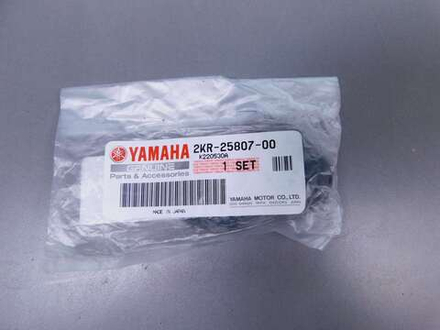 YAMAHA 2KR-25807-00
GENUINE K220530A
Parts & Accessories 1 SET
MADE IN JAPAN YAMAHA MOTOR CO.,LTD.